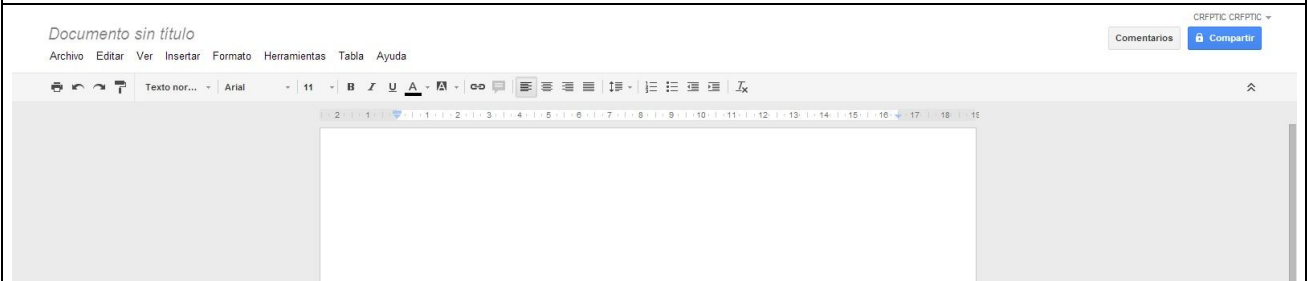 CRFPTIC CRFPTIC
Documento sin título
Comentarios Compartir
Archivo Editar Ver Insertar Formato Herramientas Tabla Ayuda
Texto nor... Arial 11 B I U A A
2 1 1 2 3 4 5 6 7 8 9 10 11 12 13 14 15 16 17 18 19